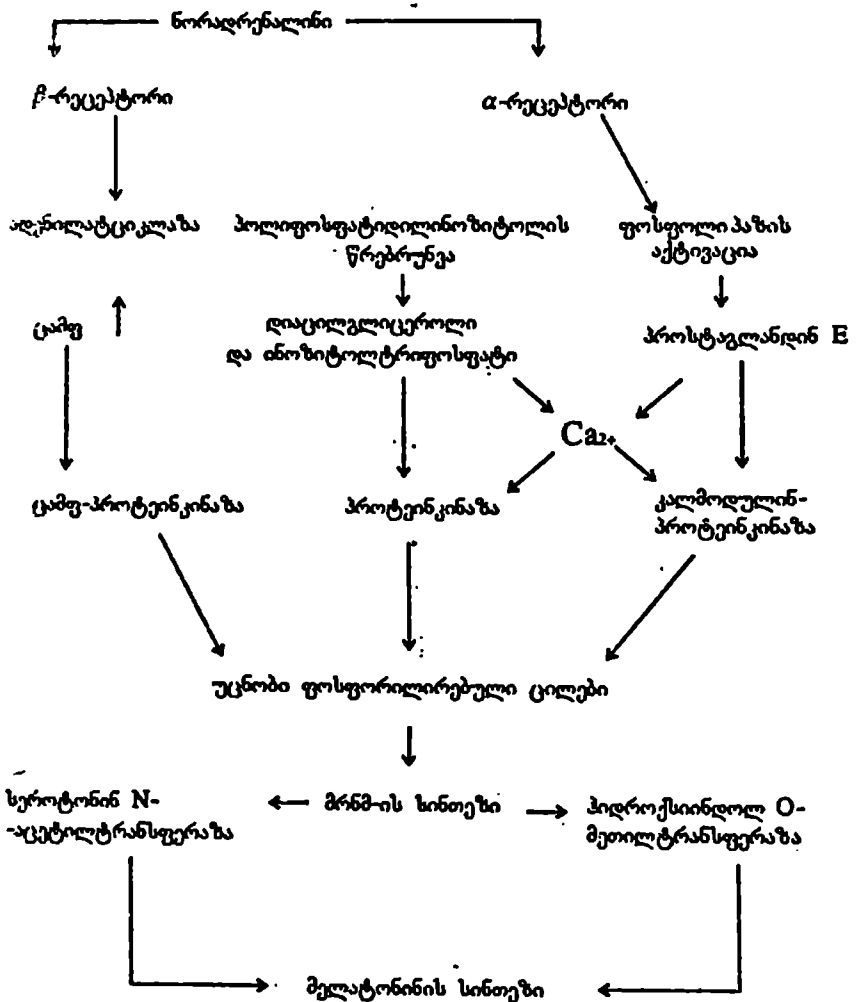 ნორადრენალინი
β-რეცეპტორი
α-რეცეპტორი
ადენილატციკლაზა
პოლიფოსფატიდილინოზიტოლის
წრებრუნვა
ფოსფოლიპაზის
აქტივაცია
ცამფ
დიაცილგლიცეროლი
და ინოზიტოლტრიფოსფატი
პროსტაგლანდინ E
Ca2+
ცამფ-პროტეინკინაზა
პროტეინკინაზა
კალმოდულინ-
პროტეინკინაზა
უცნობი ფოსფორილირებული ცილები
სეროტონინ N-
-აცეტილტრანსფერაზა
მრნმ-ის სინთეზი
ჰიდროქსიინდოლ O-
მეთილტრანსფერაზა
მელატონინის სინთეზი